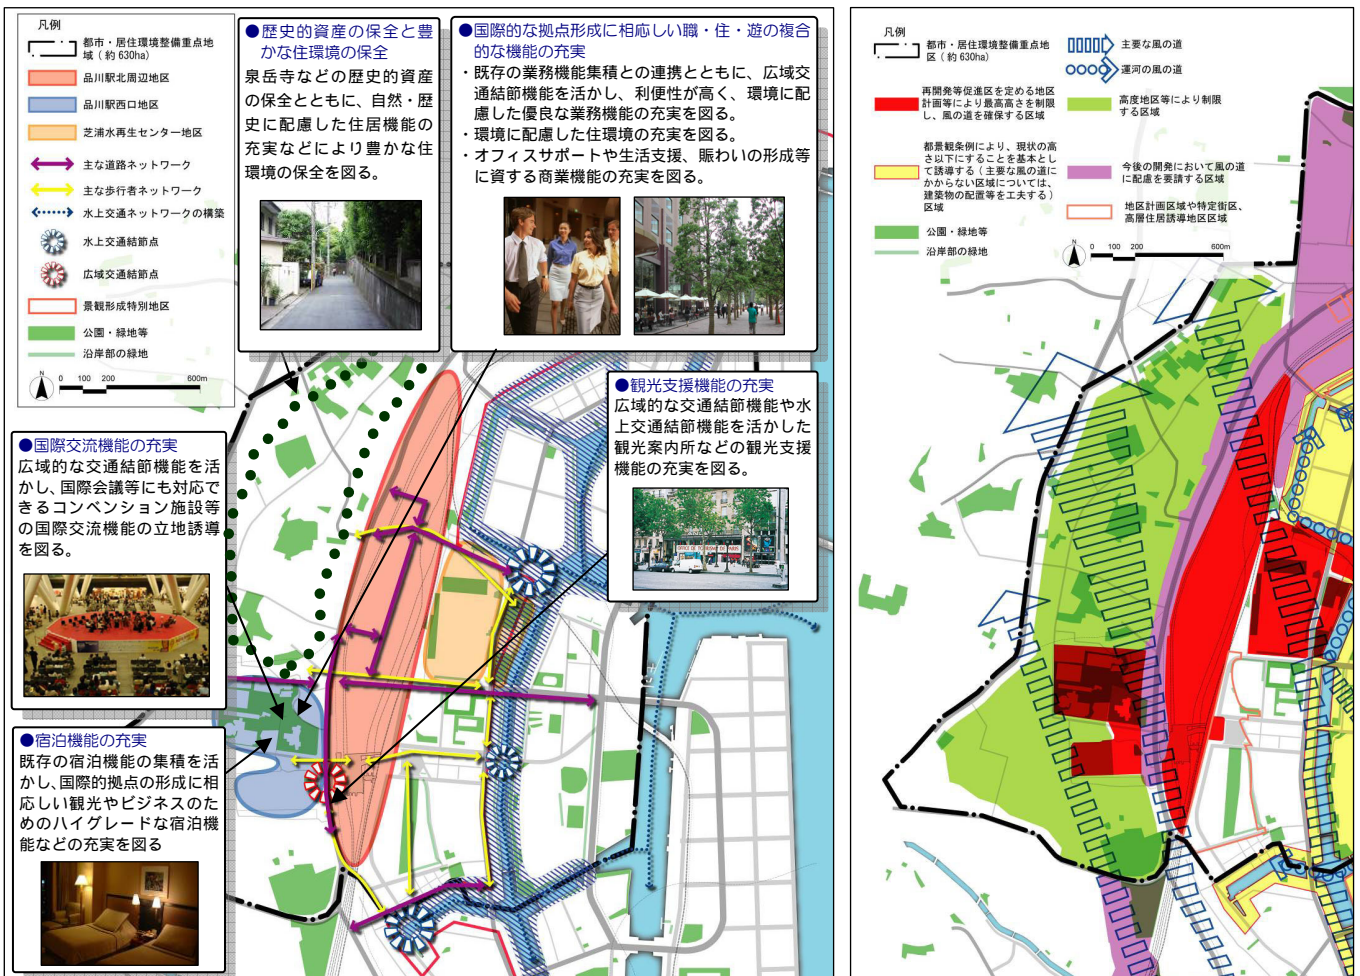 凡例
都市・居住環境整備重点地
域(約630ha)
品川駅北周辺地区
品川駅西口地区
芝浦水再生センター地区
主な道路ネットワーク
主な歩行者ネットワーク
水上交通ネットワークの構築
水上交通結節点
広域交通結節点
景観形成特別地区
公園・緑地等
沿岸部の緑地
N
0 100 200 600m
●歴史的資産の保全と豊
かな住環境の保全
泉岳寺などの歴史的資産
の保全とともに、自然・歴
史に配慮した住居機能の
充実などにより豊かな住
環境の保全を図る。
●国際的な拠点形成に相応しい職・住・遊の複合
的な機能の充実
・既存の業務機能集積との連携とともに、広域交
通結節機能を活かし、利便性が高く、環境に配
慮した優良な業務機能の充実を図る。
・環境に配慮した住環境の充実を図る。
・オフィスサポートや生活支援、賑わいの形成等
に資する商業機能の充実を図る。
●観光支援機能の充実
広域的な交通結節機能や水
上交通結節機能を活かした
観光案内所などの観光支援
機能の充実を図る。
OFFICE DE TOURISME DE PARIS
●国際交流機能の充実
広域的な交通結節機能を活
かし、国際会議等にも対応で
きるコンベンション施設等
の国際交流機能の立地誘導
を図る。
●宿泊機能の充実
既存の宿泊機能の集積を活
かし、国際的拠点の形成に相
応しい観光やビジネスのた
めのハイグレードな宿泊機
能などの充実を図る
凡例
都市・居住環境整備重点地
区(約630ha)
再開発等促進区を定める地区
計画等により最高高さを制限
し、風の道を確保する区域
都景観条例により、現状の高
さ以下にすることを基本とし
て誘導する(主要な風の道に
かからない区域については、
建築物の配置等を工夫する)
区域
公園・緑地等
沿岸部の緑地
主要な風の道
運河の風の道
高度地区等により制限
する区域
今後の開発において風の道
に配慮を要請する区域
地区計画区域や特定街区、
高層住居誘導地区区域
N
0 100 200 600m